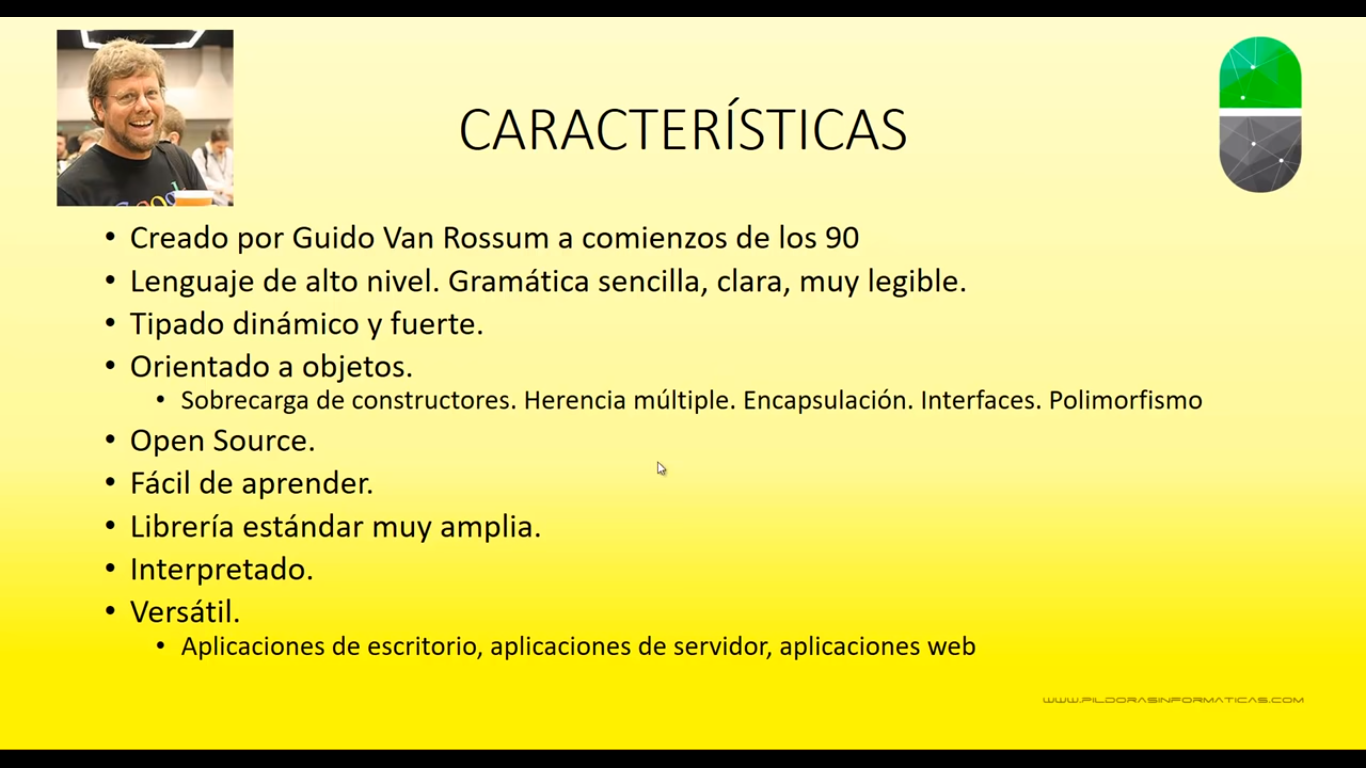 CARACTERÍSTICAS
• Creado por Guido Van Rossum a comienzos de los 90
• Lenguaje de alto nivel. Gramática sencilla, clara, muy legible.
• Tipado dinámico y fuerte.
• Orientado a objetos.
• Sobrecarga de constructores. Herencia múltiple. Encapsulación. Interfaces. Polimorfismo
• Open Source.
• Fácil de aprender.
• Librería estándar muy amplia.
• Interpretado.
• Versátil.
• Aplicaciones de escritorio, aplicaciones de servidor, aplicaciones web
WWW.PILDORASINFORMATICAS.COM